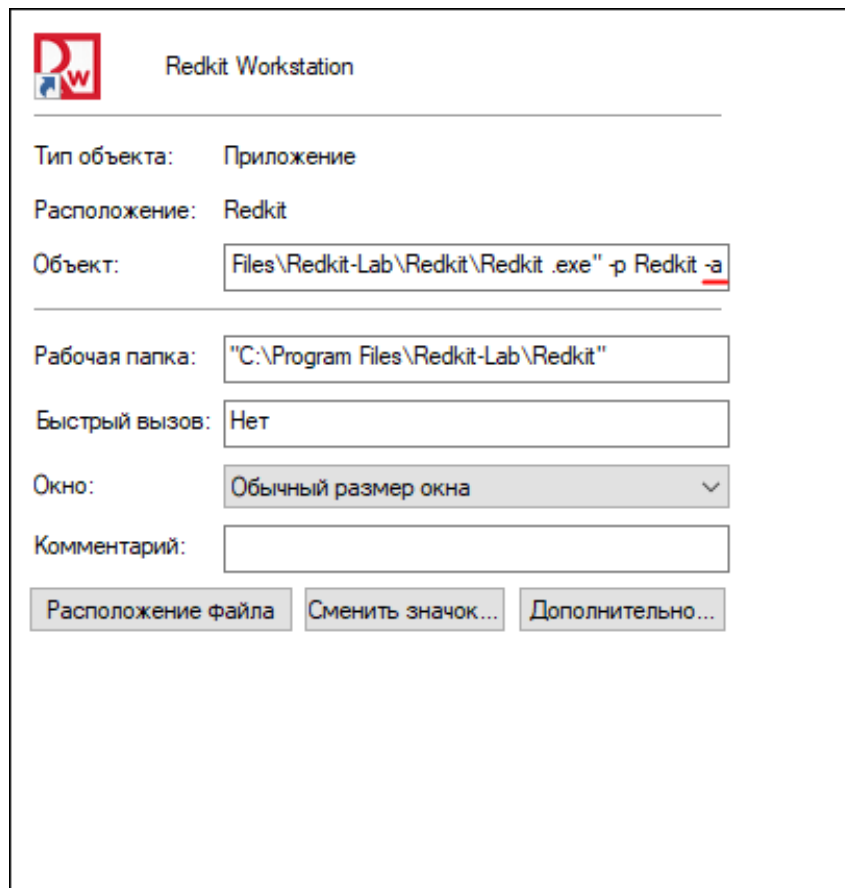 Rw
Redkit Workstation
Тип объекта: Приложение
Расположение: Redkit
Объект: Files\Redkit-Lab\Redkit\Redkit .exe" -p Redkit -a
Рабочая папка: "C:\Program Files\Redkit-Lab\Redkit"
Быстрый вызов: Нет
Окно: Обычный размер окна
Комментарий:
Расположение файла Сменить значок... Дополнительно...